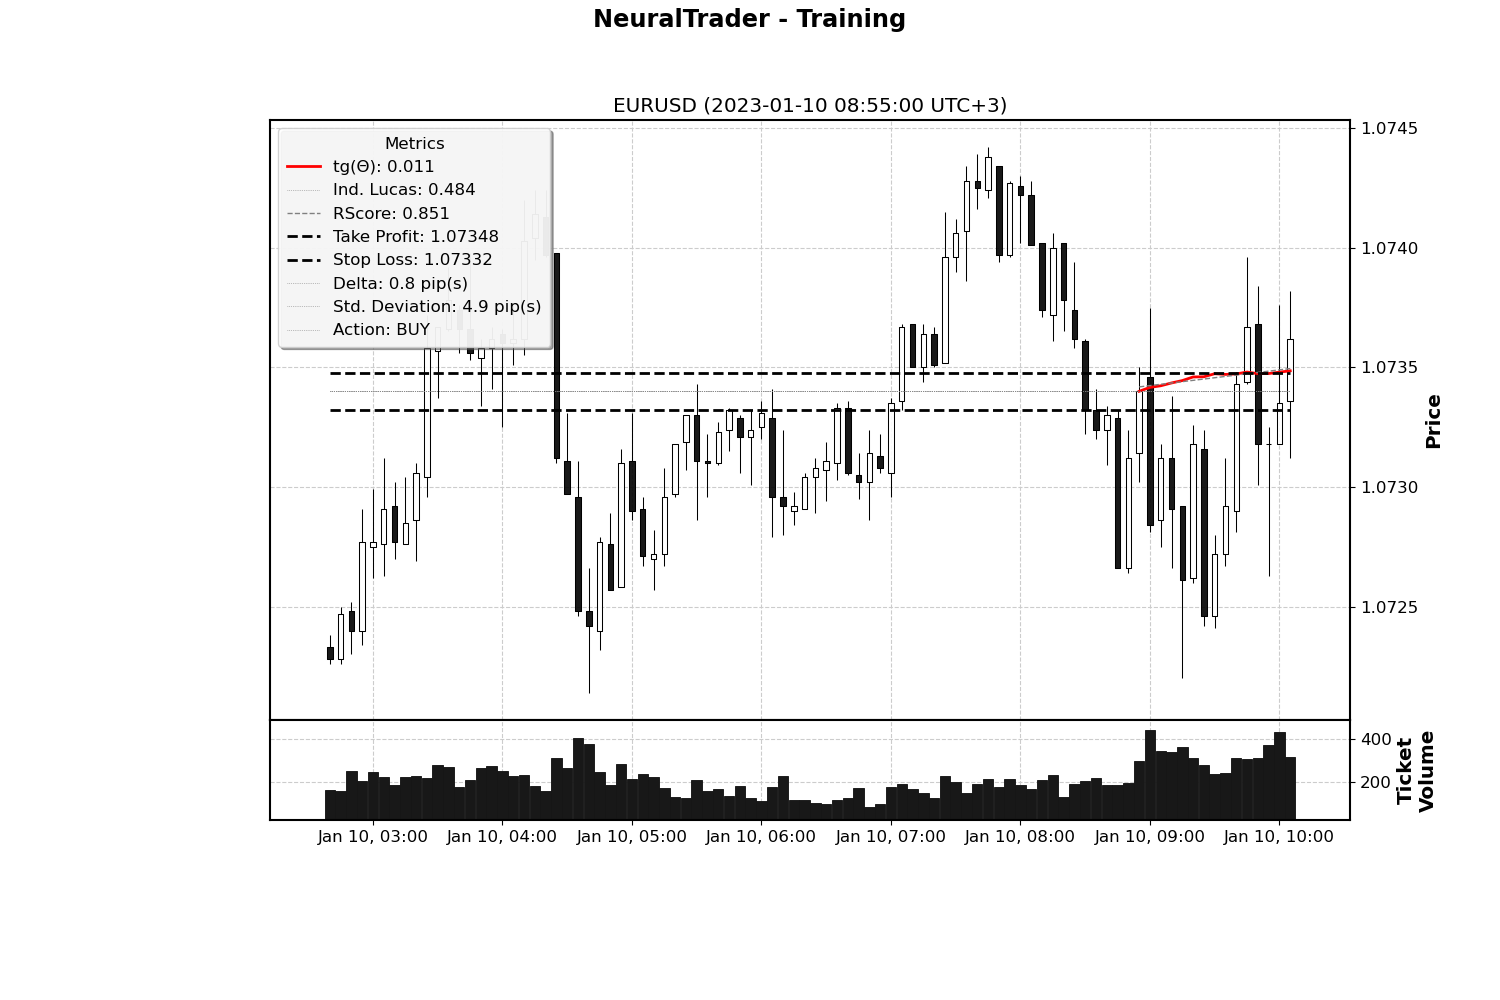 NeuralTrader - Training
EURUSD (2023-01-10 08:55:00 UTC+3)
Metrics
tg(Θ): 0.011
Ind. Lucas: 0.484
RScore: 0.851
Take Profit: 1.07348
Stop Loss: 1.07332
Delta: 0.8 pip(s)
Std. Deviation: 4.9 pip(s)
Action: BUY
1.0745
1.0740
1.0735
1.0730
1.0725
Price
400
200
Ticket
Volume
Jan 10, 03:00
Jan 10, 04:00
Jan 10, 05:00
Jan 10, 06:00
Jan 10, 07:00
Jan 10, 08:00
Jan 10, 09:00
Jan 10, 10:00